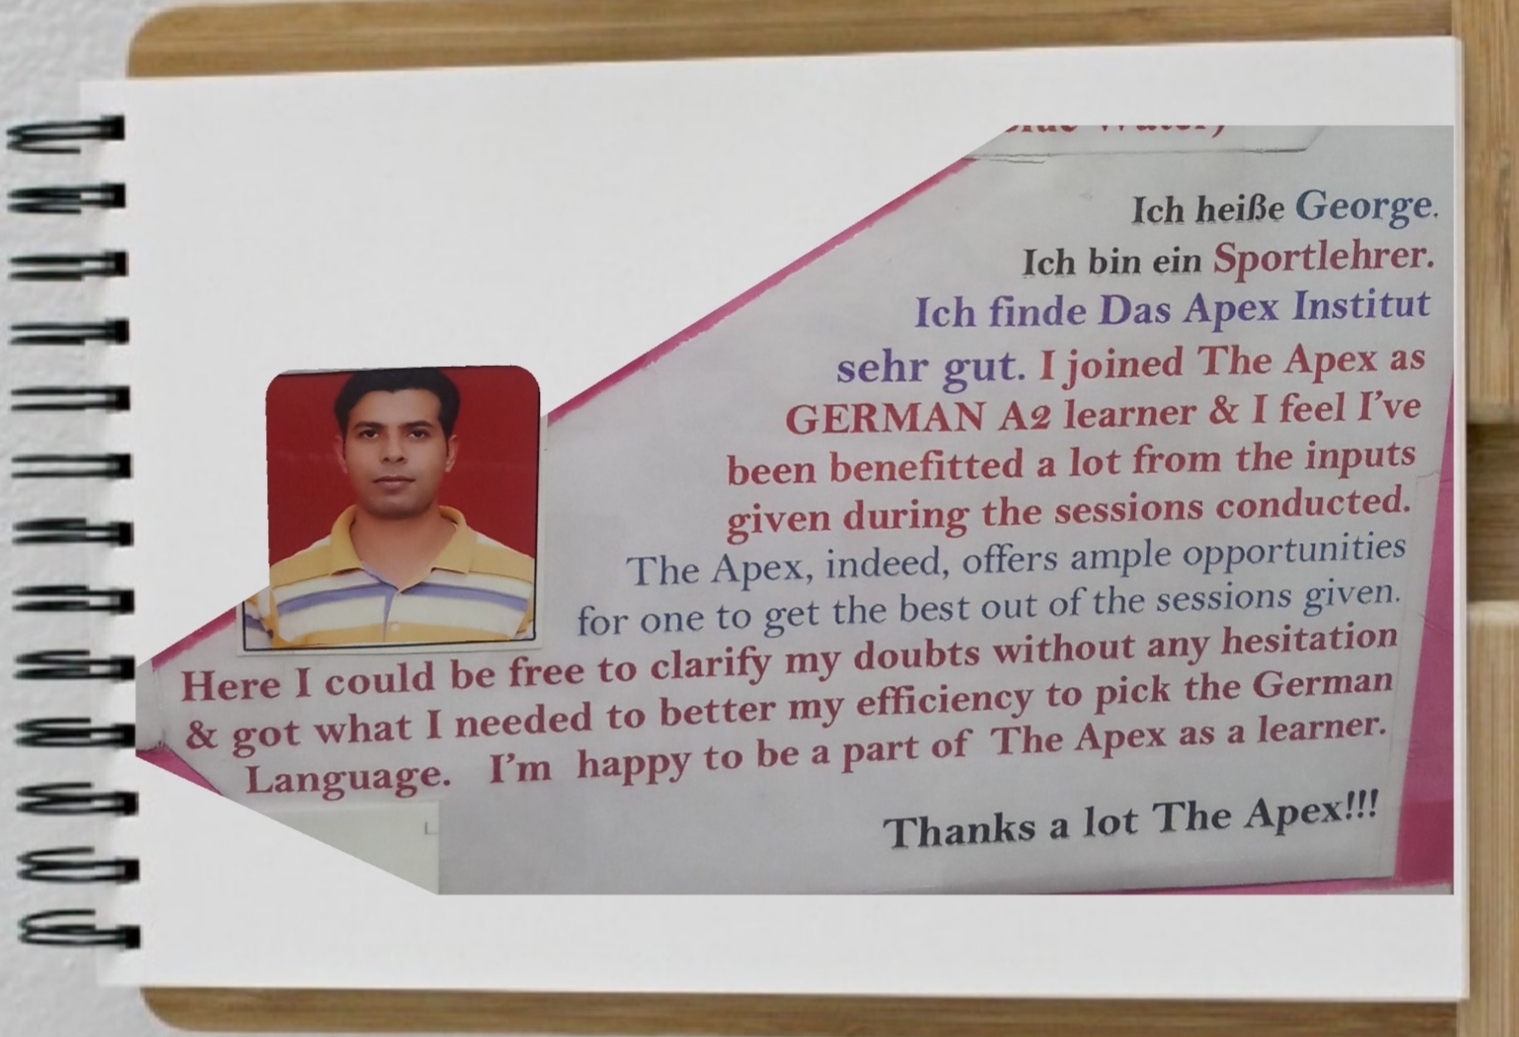 Ich heiße George.
Ich bin ein Sportlehrer.
Ich finde Das Apex Institut
sehr gut. I joined The Apex as
GERMAN A2 learner & I feel I've
been benefitted a lot from the inputs
given during the sessions conducted.
The Apex, indeed, offers ample opportunities
for one to get the best out of the sessions given.
Here I could be free to clarify my doubts without any hesitation
& got what I needed to better my efficiency to pick the German
Language. I'm happy to be a part of The Apex as a learner.
Thanks a lot The Apex!!!